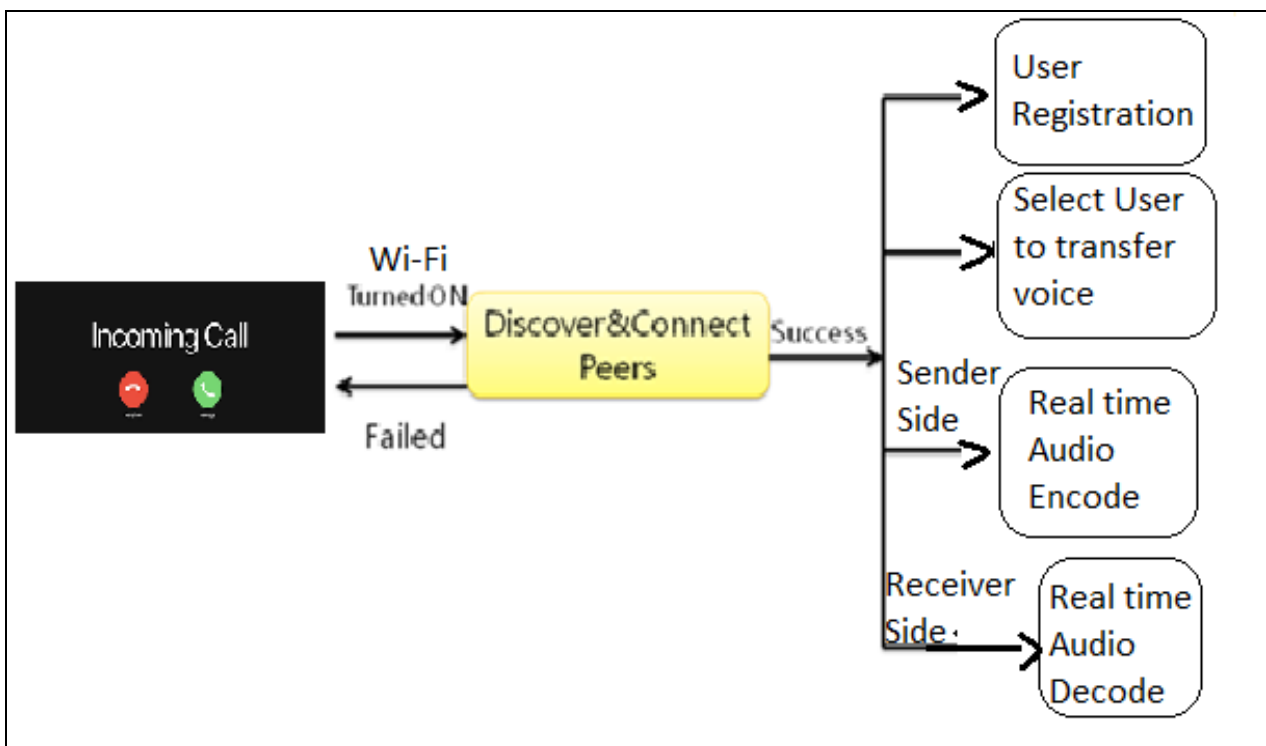 Incoming Call
Wi-Fi
Turned ON
Failed
Discover&Connect
Peers
Success
User
Registration
Select User
to transfer
voice
Sender
Side
Real time
Audio
Encode
Receiver
Side
Real time
Audio
Decode